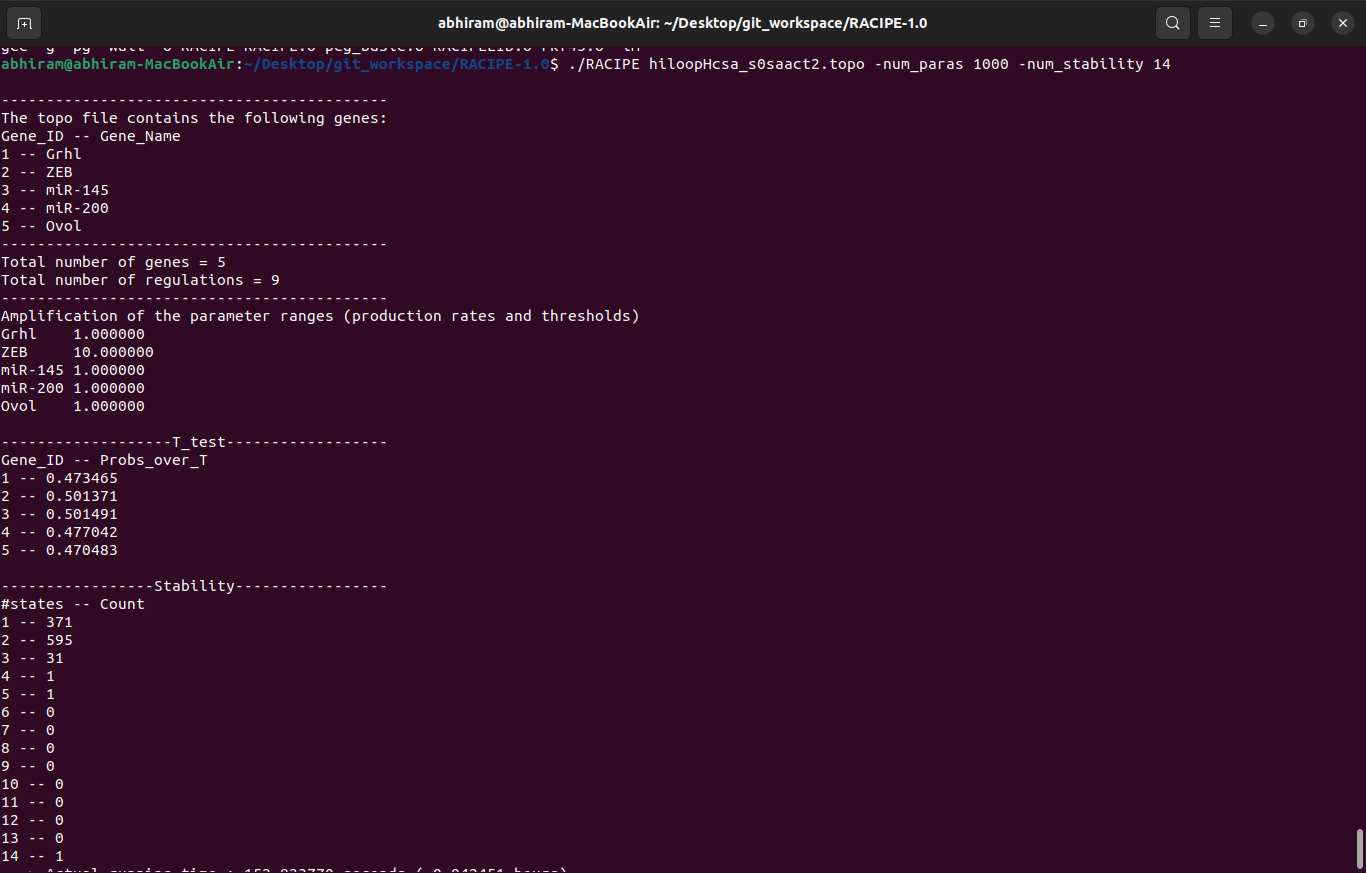 abhiram@abhiram-MacBookAir: ~/Desktop/git_workspace/RACIPE-1.0
abhiram@abhiram-MacBookAir:~/Desktop/git_workspace/RACIPE-1.0$ ./RACIPE hiloopHcsa_s0saact2.topo -num_paras 1000 -num_stability 14
-------------------------------------------
The topo file contains the following genes:
Gene_ID -- Gene_Name
1 -- Grhl
2 -- ZEB
3 -- miR-145
4 -- miR-200
5 -- Ovol
-------------------------------------------
Total number of genes = 5
Total number of regulations = 9
-------------------------------------------
Amplification of the parameter ranges (production rates and thresholds)
Grhl    1.000000
ZEB     10.000000
miR-145 1.000000
miR-200 1.000000
Ovol    1.000000
-------------------T_test------------------
Gene_ID -- Probs_over_T
1 -- 0.473465
2 -- 0.501371
3 -- 0.501491
4 -- 0.477042
5 -- 0.470483
-----------------Stability-----------------
#states -- Count
1 -- 371
2 -- 595
3 -- 31
4 -- 1
5 -- 1
6 -- 0
7 -- 0
8 -- 0
9 -- 0
10 -- 0
11 -- 0
12 -- 0
13 -- 0
14 -- 1